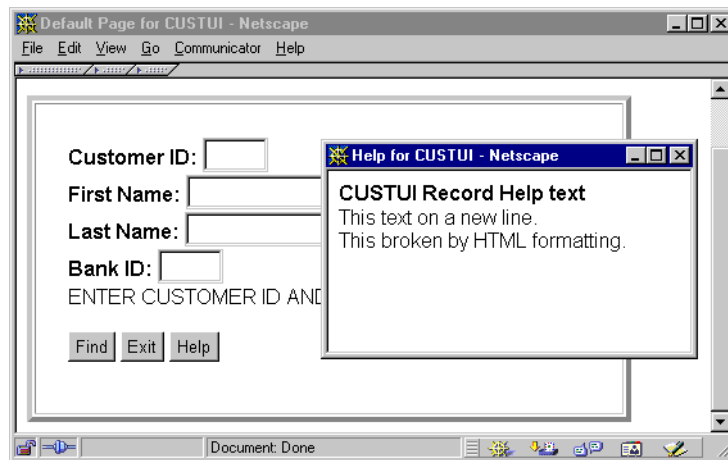 Default Page for CUSTUI - Netscape
File Edit View Go Communicator Help
Customer ID:
First Name:
Last Name:
Bank ID:
ENTER CUSTOMER ID AND
Find Exit Help
Help for CUSTUI - Netscape
CUSTUI Record Help text
This text on a new line.
This broken by HTML formatting.
Document: Done